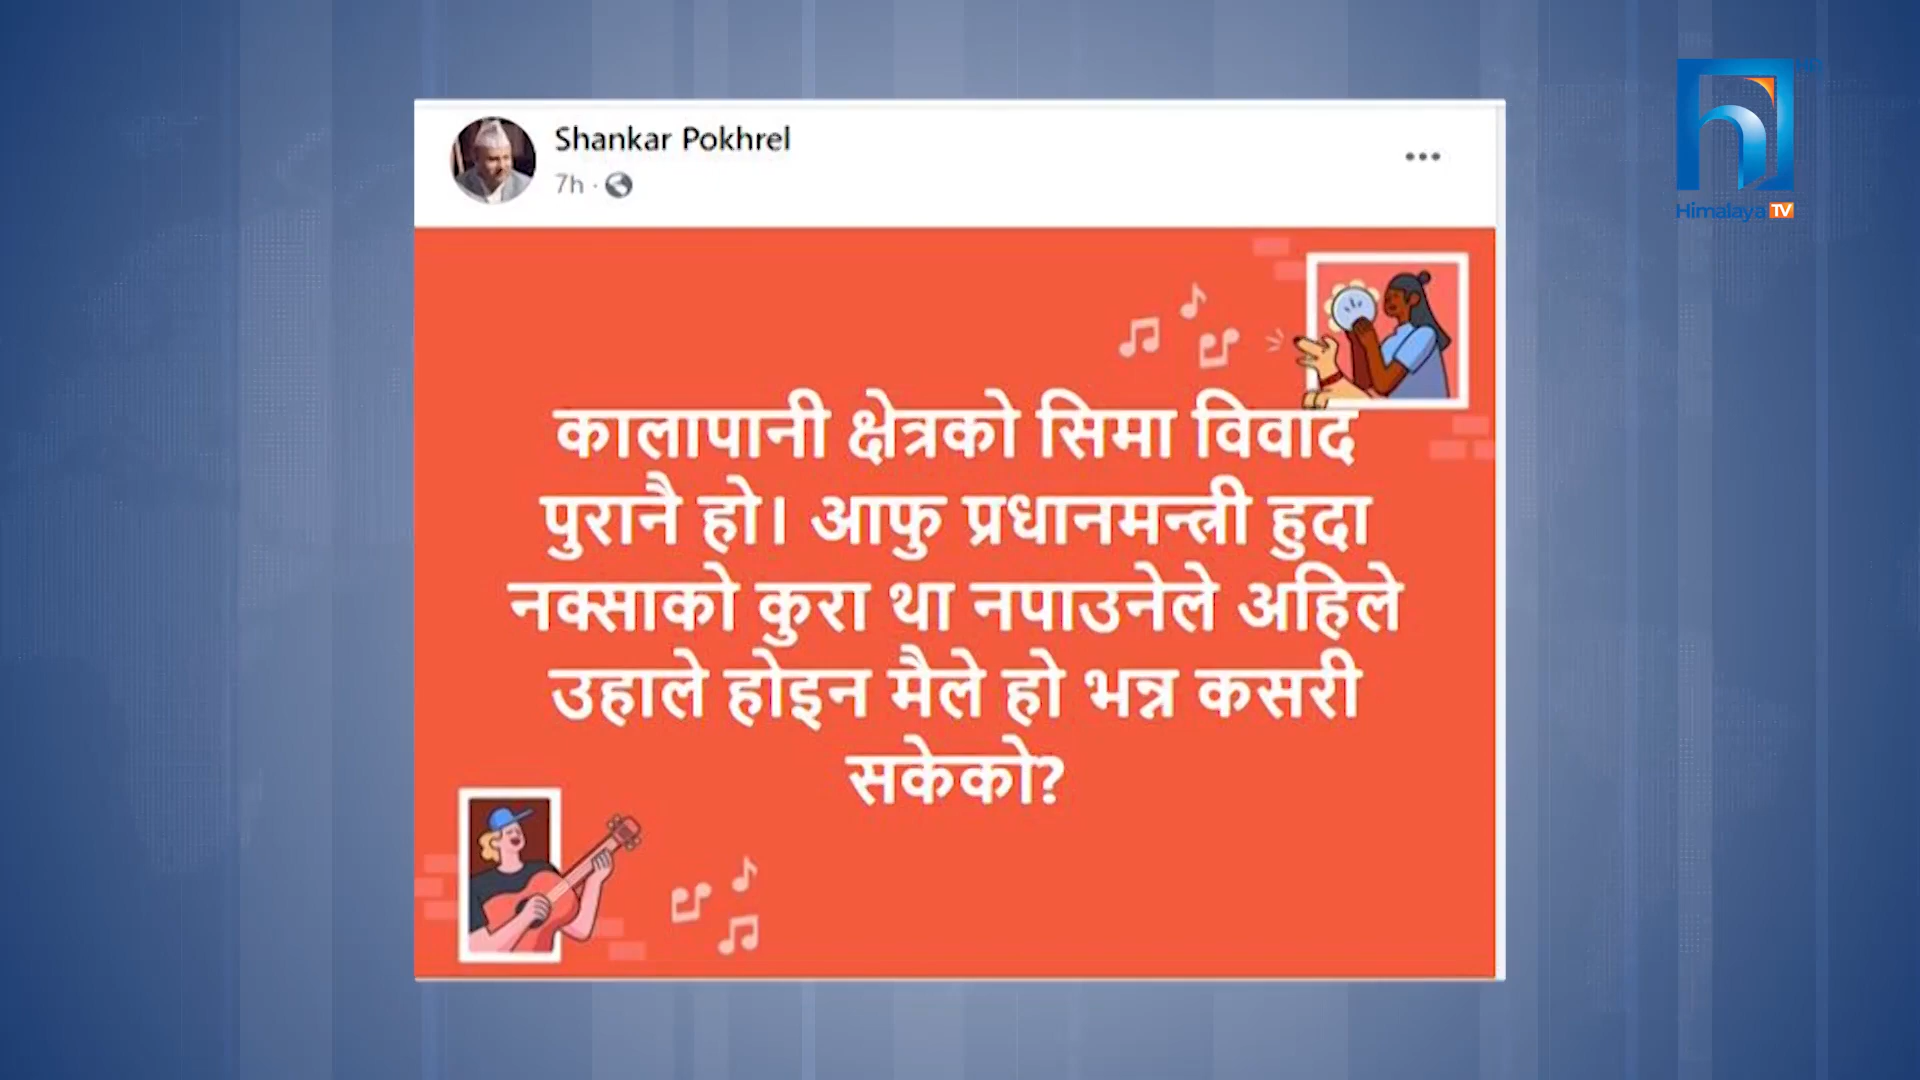 Shankar Pokhrel
7h ·
कालापानी क्षेत्रको सिमा विवाद
पुरानै हो। आफु प्रधानमन्त्री हुदा
नक्साको कुरा था नपाउनेले अहिले
उहाले होइन मैले हो भन्न कसरी
सकेको?
Himalaya TV